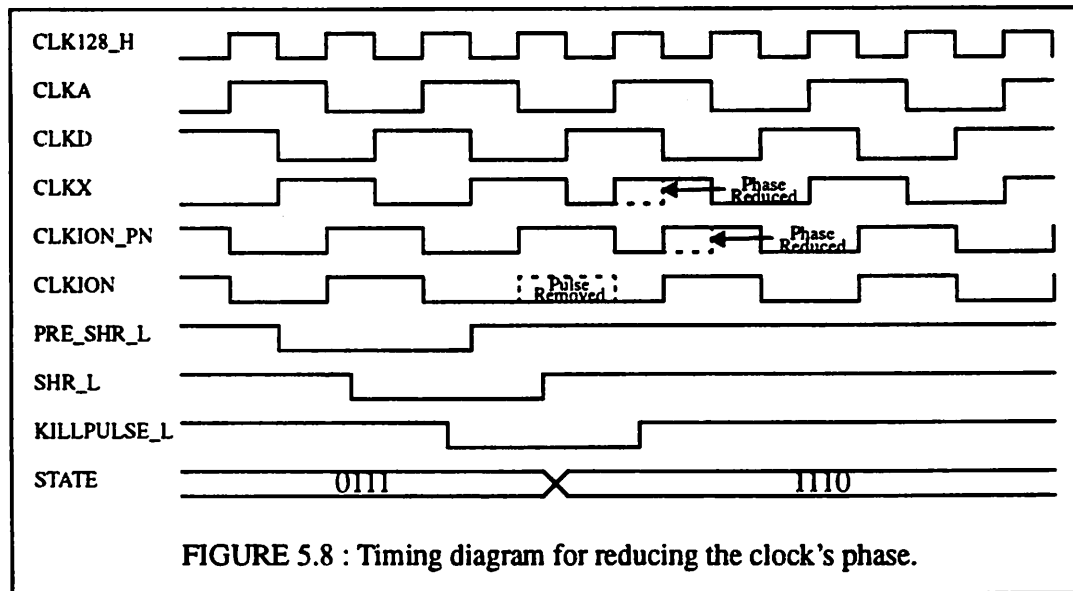 CLK128_H
CLKA
CLKD
CLKX
Phase
Reduced
CLKION_PN
Phase
Reduced
CLKION
Pulse
Removed
PRE_SHR_L
SHR_L
KILLPULSE_L
STATE
0111
1110
FIGURE 5.8 : Timing diagram for reducing the clock's phase.